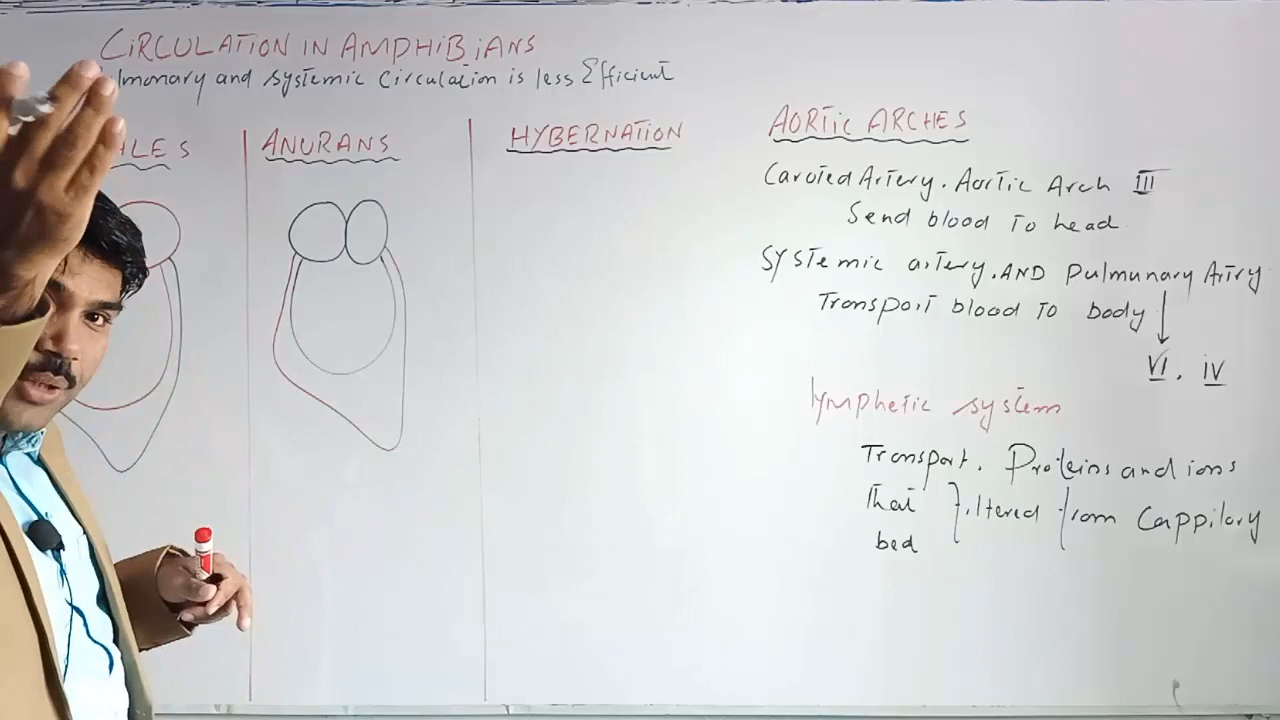 CiRCULATION IN AMPHiBiANS
lmonary and systemic circulation is less Efficient
HLES
ANURANS
HYBERNATION
AORTiC ARCHES
Caroted Artery. Aortic Arch III
Send blood To head
SYSTemic artery. AND Pulmunary Artry
Transport blood To body
VI. IV
lymphetic system
Transport. Proteins and ions
That filtered from Cappilary
bed